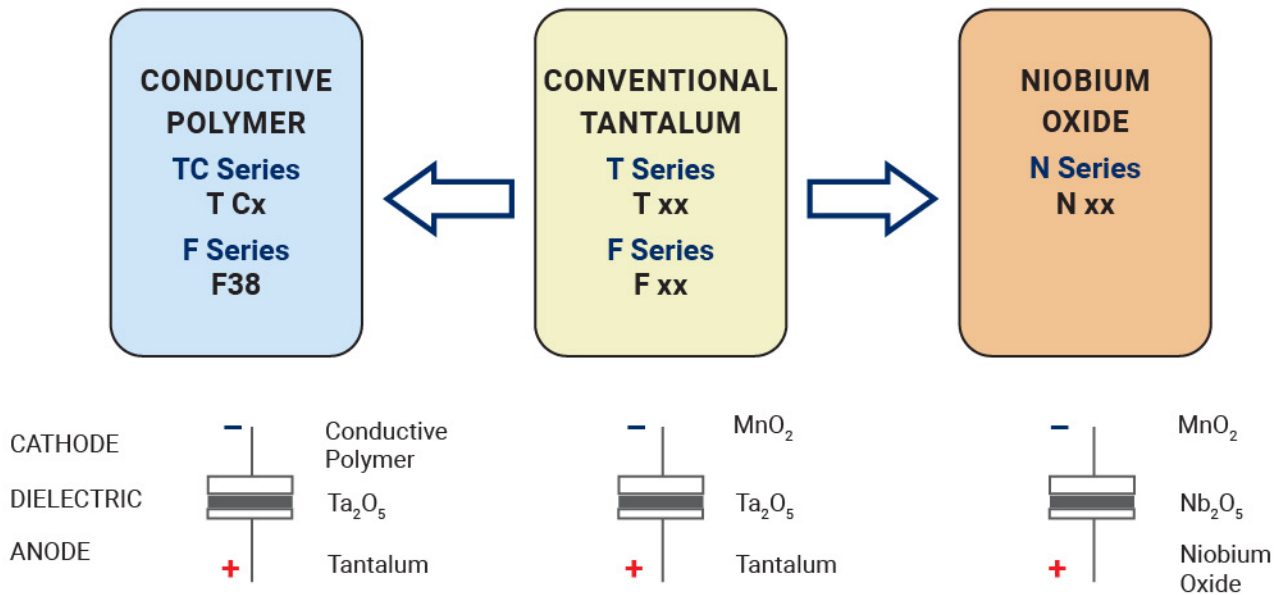 CONDUCTIVE
POLYMER
TC Series
T Cx
F Series
F38
CONVENTIONAL
TANTALUM
T Series
T xx
F Series
F xx
NIOBIUM
OXIDE
N Series
N xx
CATHODE
DIELECTRIC
ANODE
−
Conductive
Polymer
Ta₂O₅
+
Tantalum
−
MnO₂
Ta₂O₅
+
Tantalum
−
MnO₂
Nb₂O₅
+
Niobium
Oxide